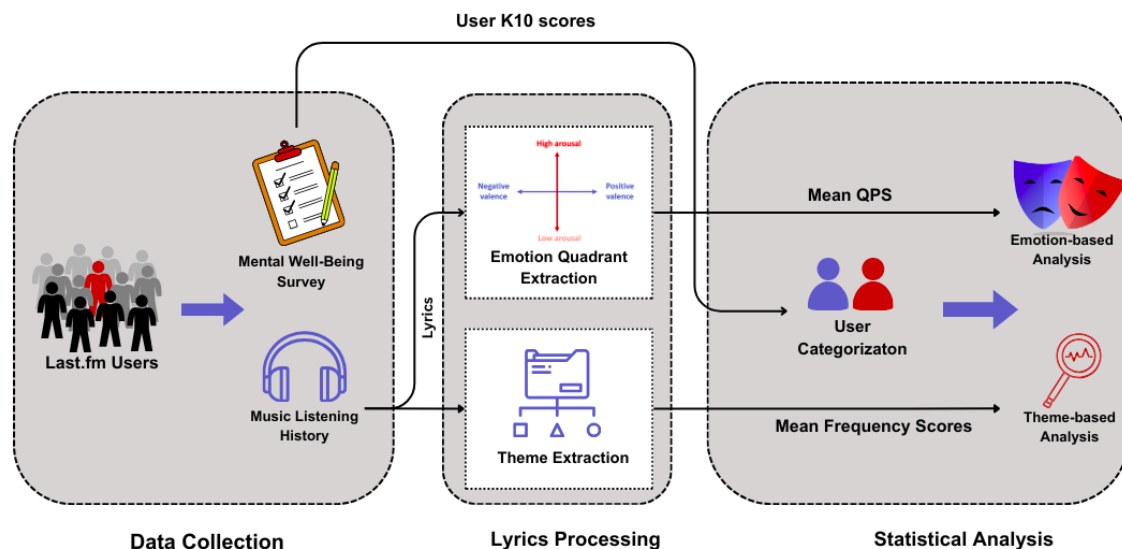 User K10 scores
Mental Well-Being
Survey
Last.fm Users
Music Listening
History
Data Collection
Lyrics
High arousal
Negative
valence
Positive
valence
Low arousal
Emotion Quadrant
Extraction
Theme Extraction
Lyrics Processing
Mean QPS
Emotion-based
Analysis
User
Categorizaton
Mean Frequency Scores
Theme-based
Analysis
Statistical Analysis